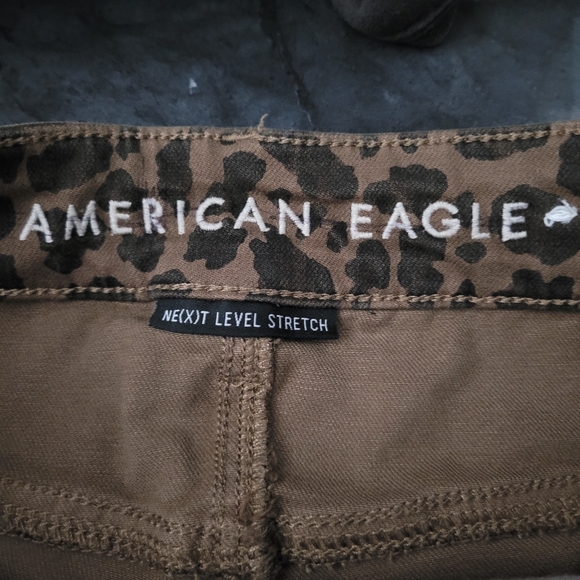 AMERICAN EAGLE
NE(X)T LEVEL STRETCH